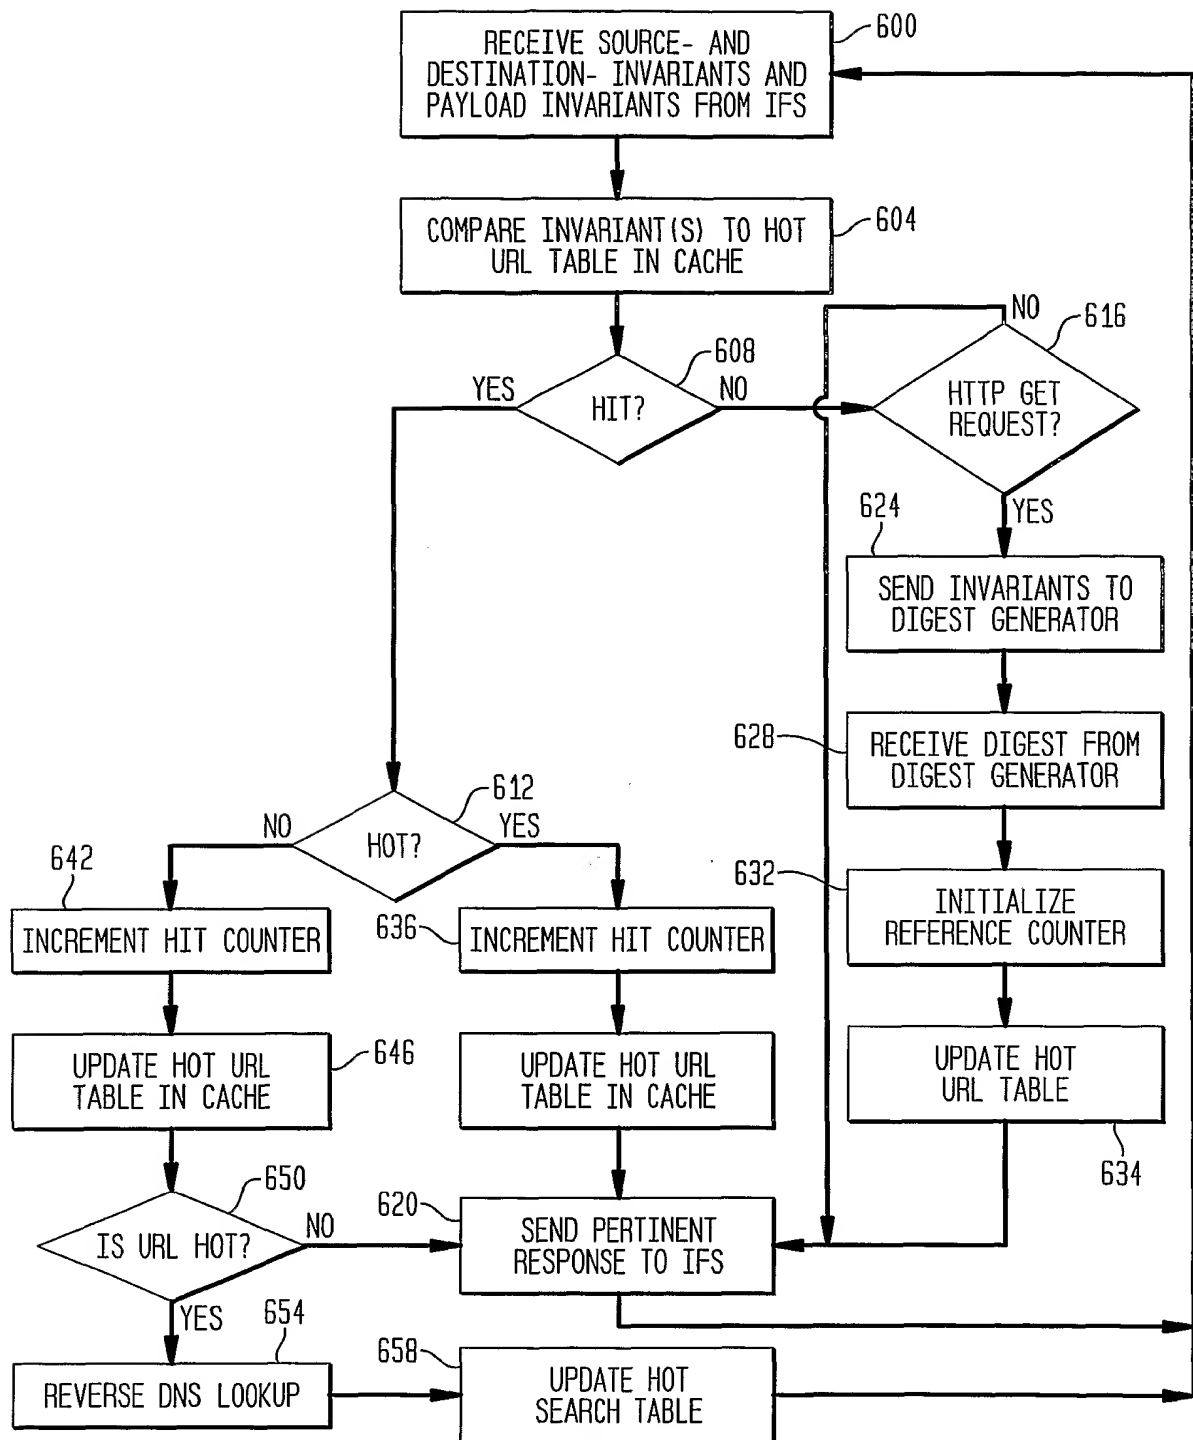 RECEIVE SOURCE- AND
DESTINATION- INVARIANTS AND
PAYLOAD INVARIANTS FROM IFS
600
COMPARE INVARIANT(S) TO HOT
URL TABLE IN CACHE
604
HIT?
608
YES
NO
HTTP GET
REQUEST?
616
NO
YES
624
SEND INVARIANTS TO
DIGEST GENERATOR
628
RECEIVE DIGEST FROM
DIGEST GENERATOR
632
INITIALIZE
REFERENCE COUNTER
UPDATE HOT
URL TABLE
634
HOT?
612
NO
YES
642
INCREMENT HIT COUNTER
636
INCREMENT HIT COUNTER
UPDATE HOT URL
TABLE IN CACHE
646
UPDATE HOT URL
TABLE IN CACHE
IS URL HOT?
650
NO
YES
620
SEND PERTINENT
RESPONSE TO IFS
654
REVERSE DNS LOOKUP
658
UPDATE HOT
SEARCH TABLE